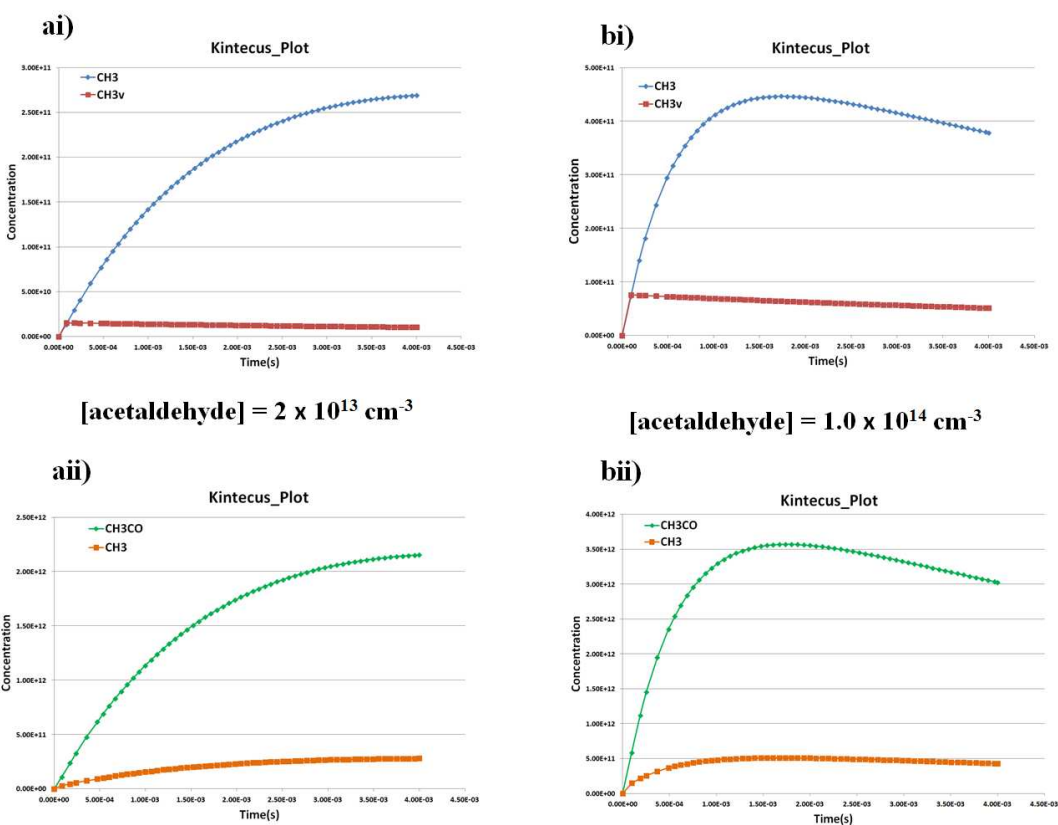 ai)
Kintecus_Plot
3.00E+11
2.50E+11
2.00E+11
1.50E+11
1.00E+11
5.00E+10
0.00E+00
CH3
CH3v
Concentration
0.00E+00 5.00E-04 1.00E-03 1.50E-03 2.00E-03 2.50E-03 3.00E-03 3.50E-03 4.00E-03 4.50E-03
Time(s)
bi)
Kintecus_Plot
5.00E+11
4.00E+11
3.00E+11
2.00E+11
1.00E+11
0.00E+00
CH3
CH3v
Concentration
0.00E+00 5.00E-04 1.00E-03 1.50E-03 2.00E-03 2.50E-03 3.00E-03 3.50E-03 4.00E-03 4.50E-03
Time(s)
[acetaldehyde] = 2 x 10¹³ cm⁻³
[acetaldehyde] = 1.0 x 10¹⁴ cm⁻³
aii)
Kintecus_Plot
2.50E+12
2.00E+12
1.50E+12
1.00E+12
5.00E+11
0.00E+00
CH3CO
CH3
Concentration
0.00E+00 5.00E-04 1.00E-03 1.50E-03 2.00E-03 2.50E-03 3.00E-03 3.50E-03 4.00E-03 4.50E-03
Time(s)
bii)
Kintecus_Plot
4.00E+12
3.50E+12
3.00E+12
2.50E+12
2.00E+12
1.50E+12
1.00E+12
5.00E+11
0.00E+00
CH3CO
CH3
Concentration
0.00E+00 5.00E-04 1.00E-03 1.50E-03 2.00E-03 2.50E-03 3.00E-03 3.50E-03 4.00E-03 4.50E-03
Time(s)